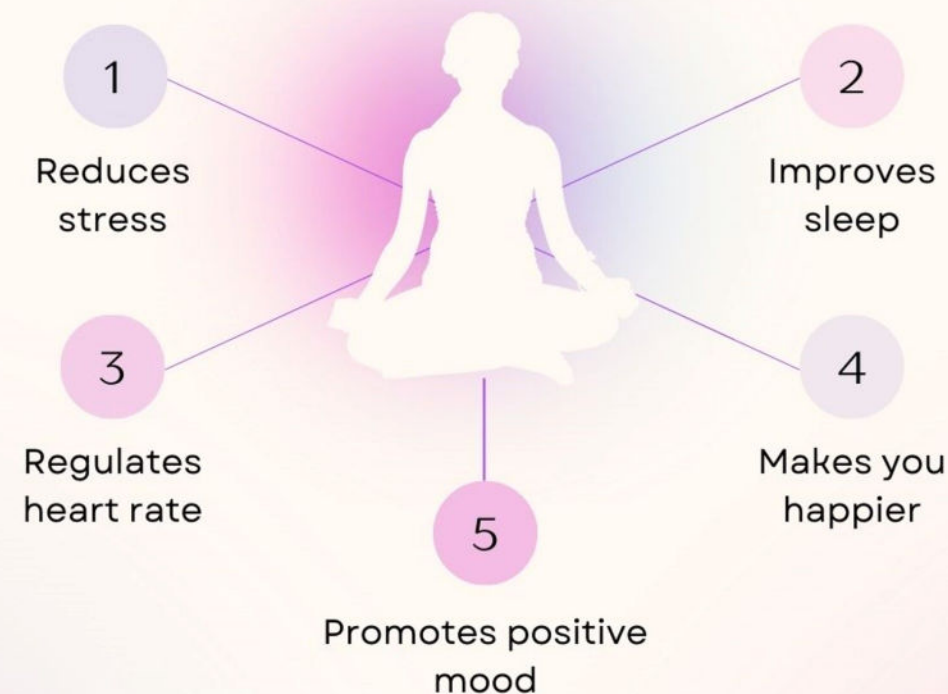 1
Reduces
stress
2
Improves
sleep
3
Regulates
heart rate
4
Makes you
happier
5
Promotes positive
mood